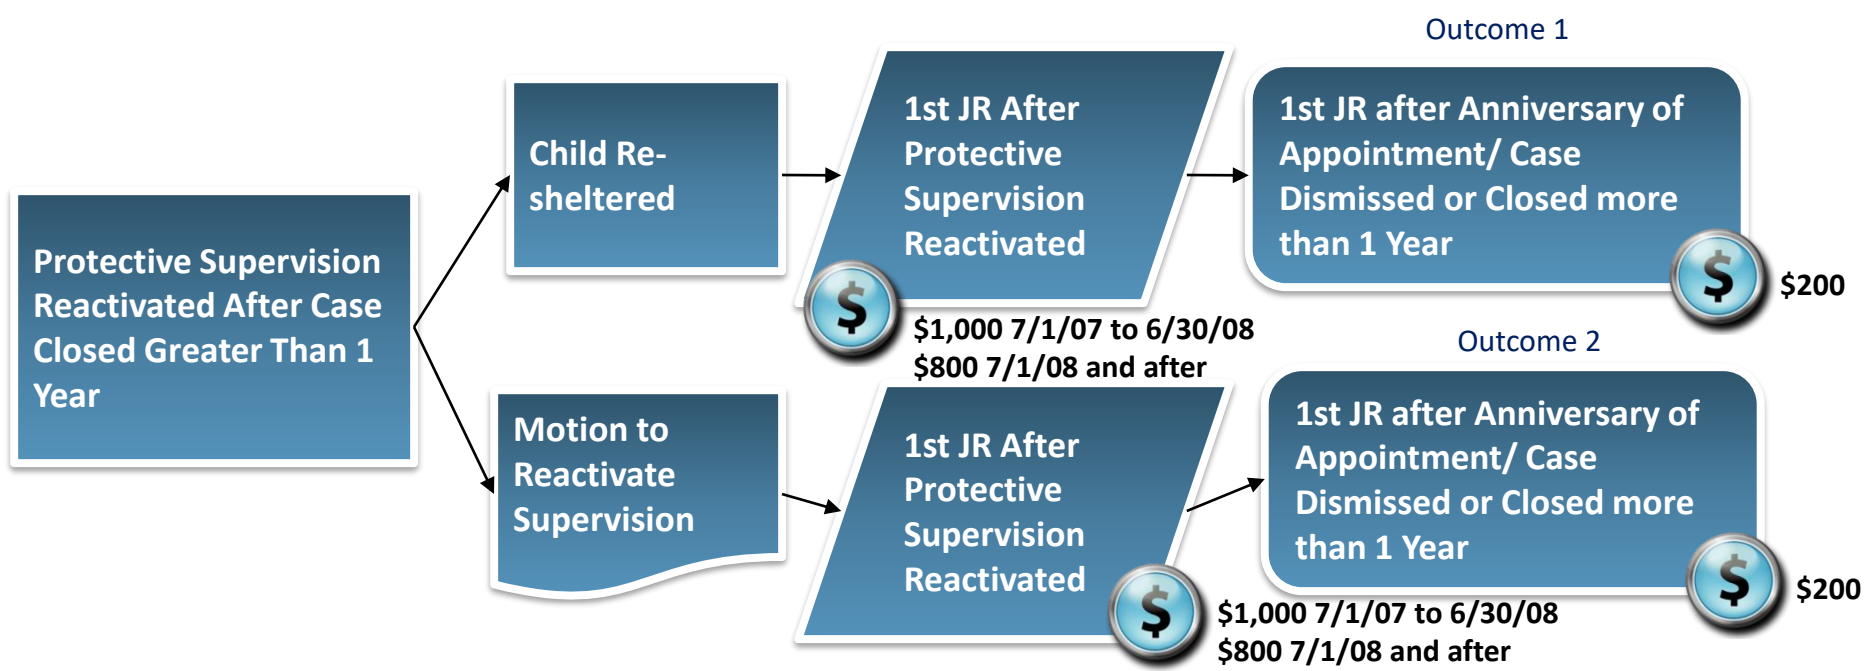 Protective Supervision
Reactivated After Case
Closed Greater Than 1
Year
Child Re-
sheltered
1st JR After
Protective
Supervision
Reactivated
$
$1,000 7/1/07 to 6/30/08
$800 7/1/08 and after
Outcome 1
1st JR after Anniversary of
Appointment/ Case
Dismissed or Closed more
than 1 Year
$
$200
Motion to
Reactivate
Supervision
1st JR After
Protective
Supervision
Reactivated
$
$1,000 7/1/07 to 6/30/08
$800 7/1/08 and after
Outcome 2
1st JR after Anniversary of
Appointment/ Case
Dismissed or Closed more
than 1 Year
$
$200